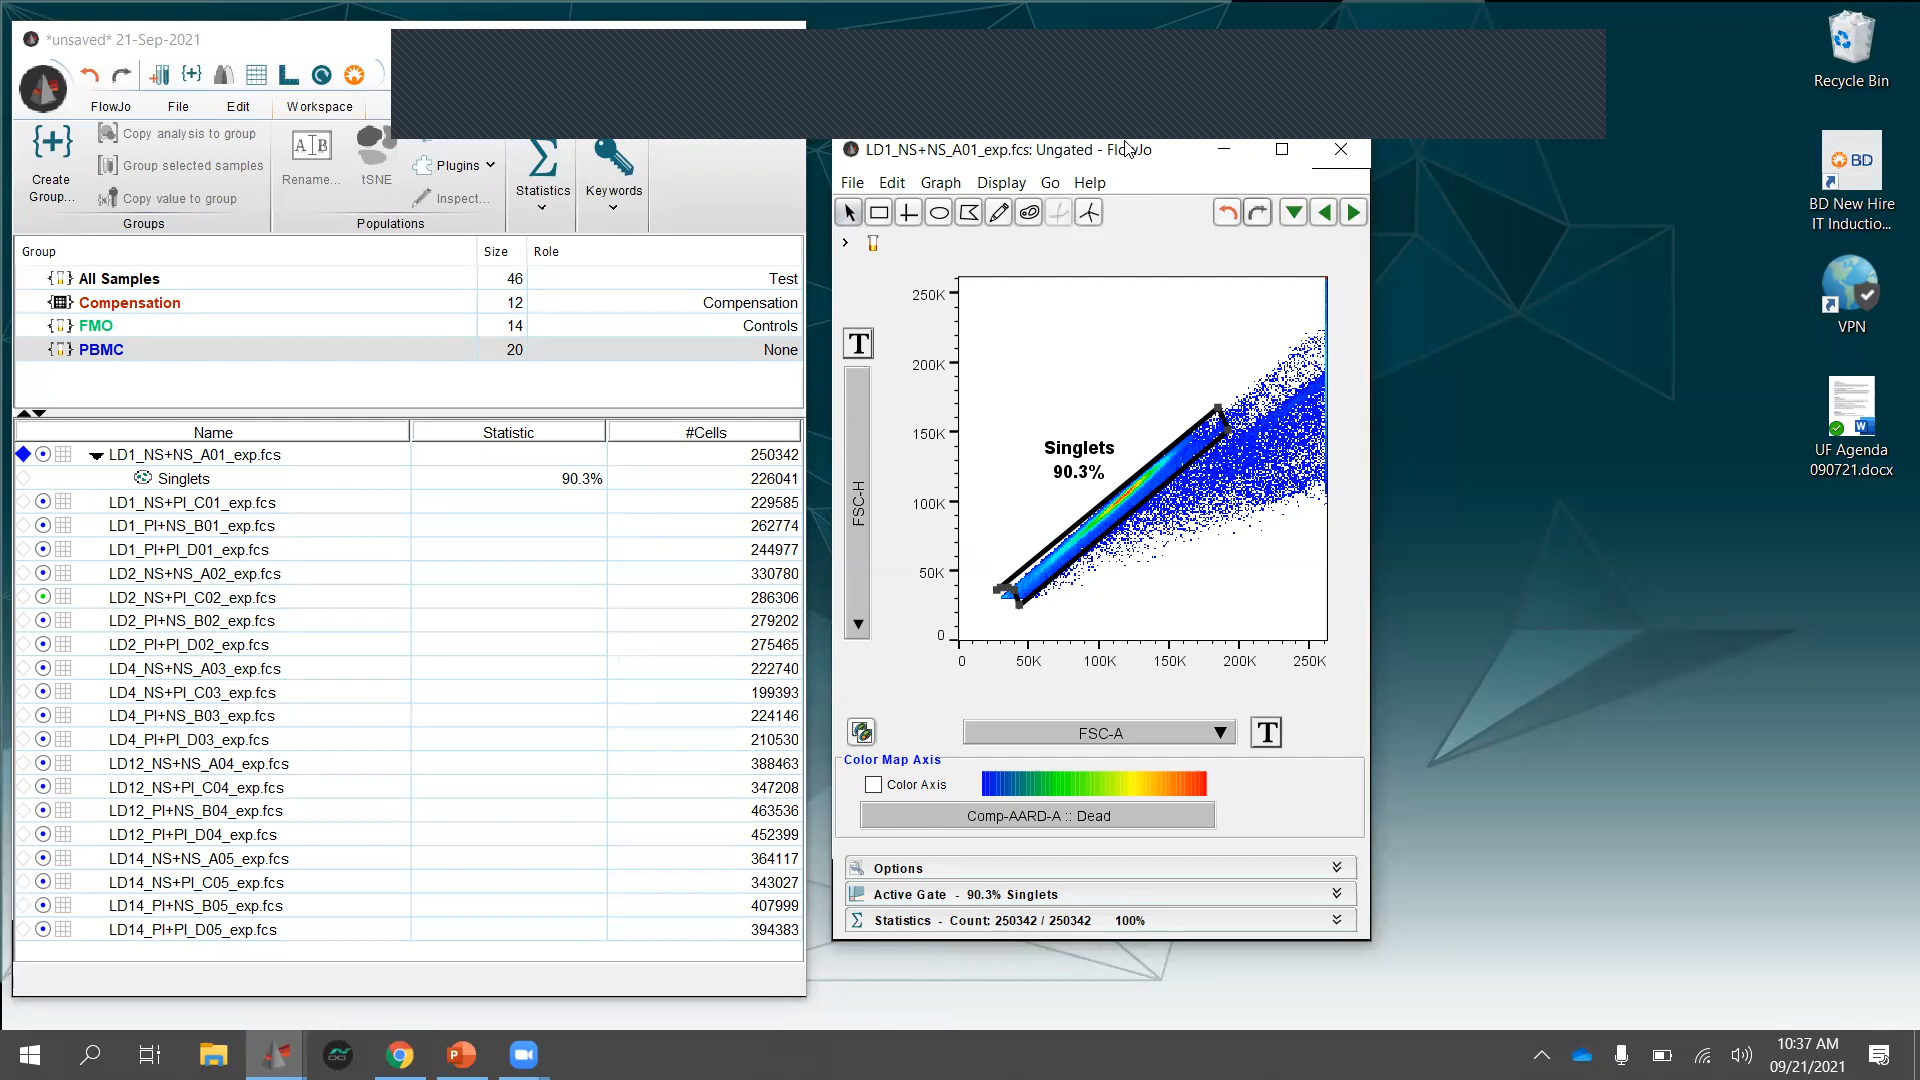 *unsaved* 21-Sep-2021
FlowJo File Edit Workspace
Create Group...
Copy analysis to group
Group selected samples
Copy value to group
Groups
Rename...
tSNE
Plugins
Inspect...
Populations
Statistics
Keywords
Group Size Role
All Samples 46 Test
Compensation 12 Compensation
FMO 14 Controls
PBMC 20 None
Name Statistic #Cells
LD1_NS+NS_A01_exp.fcs 250342
Singlets 90.3% 226041
LD1_NS+PI_C01_exp.fcs 229585
LD1_PI+NS_B01_exp.fcs 262774
LD1_PI+PI_D01_exp.fcs 244977
LD2_NS+NS_A02_exp.fcs 330780
LD2_NS+PI_C02_exp.fcs 286306
LD2_PI+NS_B02_exp.fcs 279202
LD2_PI+PI_D02_exp.fcs 275465
LD4_NS+NS_A03_exp.fcs 222740
LD4_NS+PI_C03_exp.fcs 199393
LD4_PI+NS_B03_exp.fcs 224146
LD4_PI+PI_D03_exp.fcs 210530
LD12_NS+NS_A04_exp.fcs 388463
LD12_NS+PI_C04_exp.fcs 347208
LD12_PI+NS_B04_exp.fcs 463536
LD12_PI+PI_D04_exp.fcs 452399
LD14_NS+NS_A05_exp.fcs 364117
LD14_NS+PI_C05_exp.fcs 343027
LD14_PI+NS_B05_exp.fcs 407999
LD14_PI+PI_D05_exp.fcs 394383
LD1_NS+NS_A01_exp.fcs: Ungated - FlowJo
File Edit Graph Display Go Help
T
250K
200K
150K
100K
50K
0
FSC-H
Singlets
90.3%
0 50K 100K 150K 200K 250K
FSC-A
T
Color Map Axis
Color Axis
Comp-AARD-A :: Dead
Options
Active Gate - 90.3% Singlets
Statistics - Count: 250342 / 250342 100%
Recycle Bin
BD
BD New Hire
IT Inductio...
VPN
W
UF Agenda
090721.docx
P
10:37 AM
09/21/2021